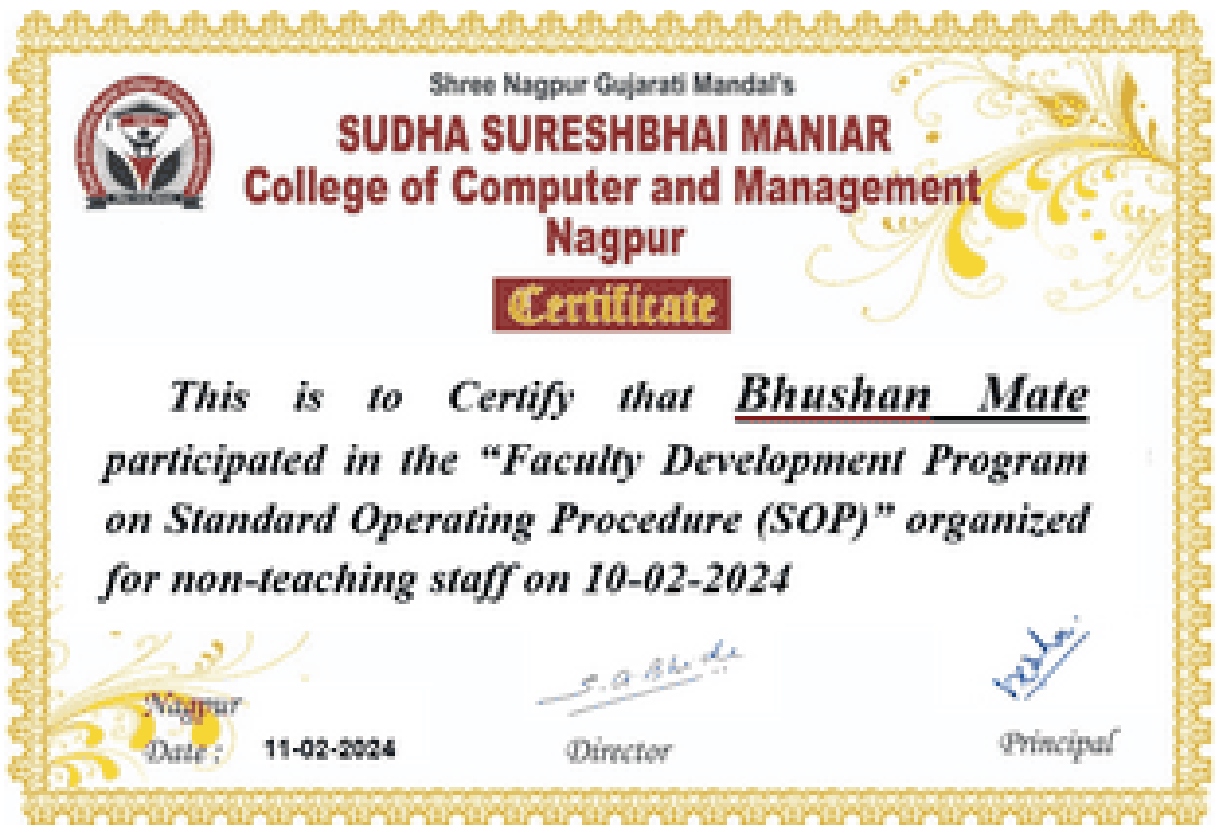 Shree Nagpur Gujarati Mandal's
SUDHA SURESHBHAI MANIAR
College of Computer and Management
Nagpur
Certificate
This is to Certify that Bhushan Mate
participated in the “Faculty Development Program
on Standard Operating Procedure (SOP)” organized
for non-teaching staff on 10-02-2024
Nagpur
Date : 11-02-2024
Director
Principal